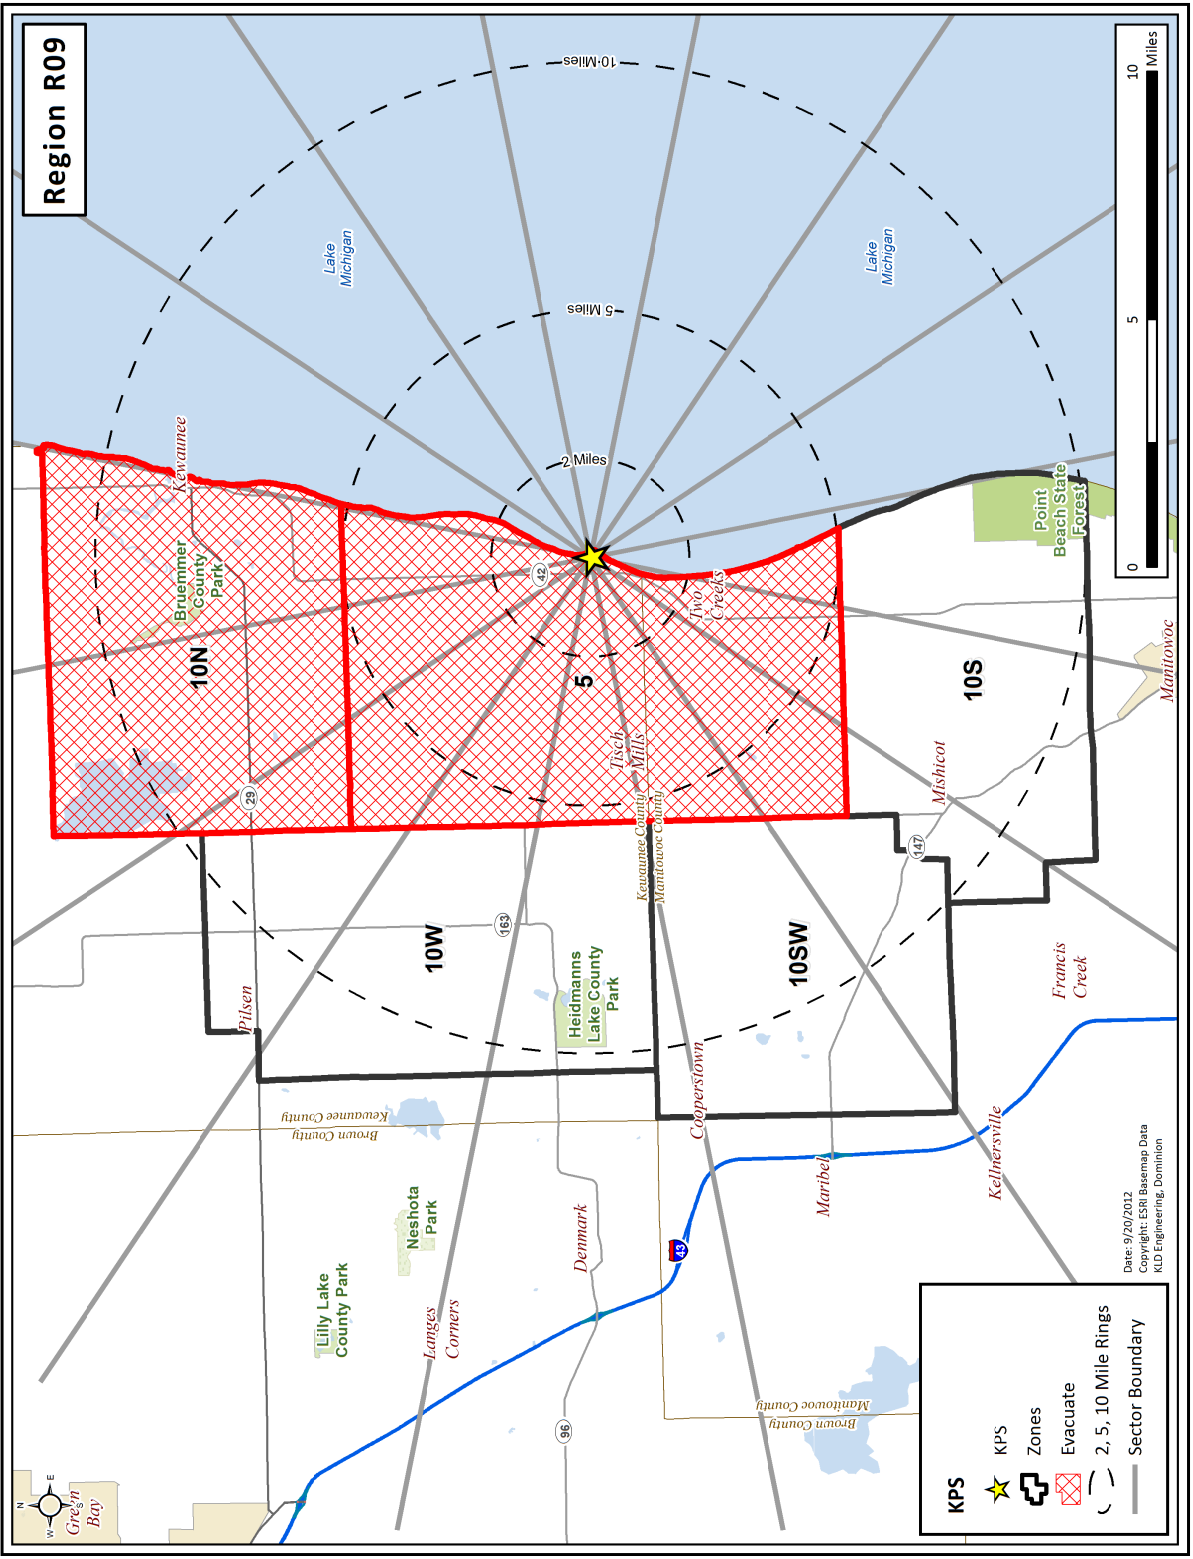 Region R09
10 Miles
5 Miles
2 Miles
Lake
Michigan
Lake
Michigan
Kewaunee
Bruemmer
County
Park
10N
29
42
5
Two
Creeks
Tisch
Mills
Kewaunee County
Manitowoc County
10S
Point
Beach State
Forest
Manitowoc
Mishicot
147
163
10W
10SW
Pilsen
Heidmanns
Lake County
Park
Francis
Creek
Cooperstown
Kewaunee County
Brown County
Maribel
Kellnersville
Neshota
Park
Denmark
43
Lilly Lake
County Park
Langes
Corners
96
Manitowoc County
Brown County
Green
Bay
N
E
S
W
0
5
10
Miles
Date: 9/20/2012
Copyright: ESRI Basemap Data
KLD Engineering, Dominion
KPS
KPS
Zones
Evacuate
2, 5, 10 Mile Rings
Sector Boundary